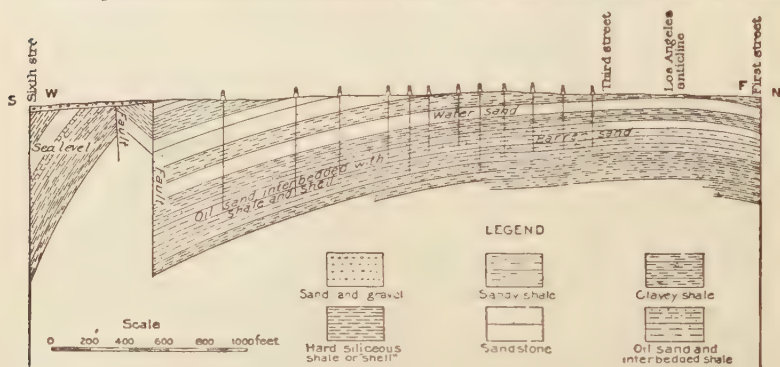 Sixth stre
Third street
Los Angeles
anticline
First street
S
W
F
N
Fault
Sea level
Fault
Water sand
Barren sand
Oil sand interbedded with
shale and shell
LEGEND
Sand and gravel
Sandy shale
Clayey shale
Hard siliceous
shale or "shell"
Sandstone
Oil sand and
interbedded shale
Scale
0 200 400 600 800 1000 feet